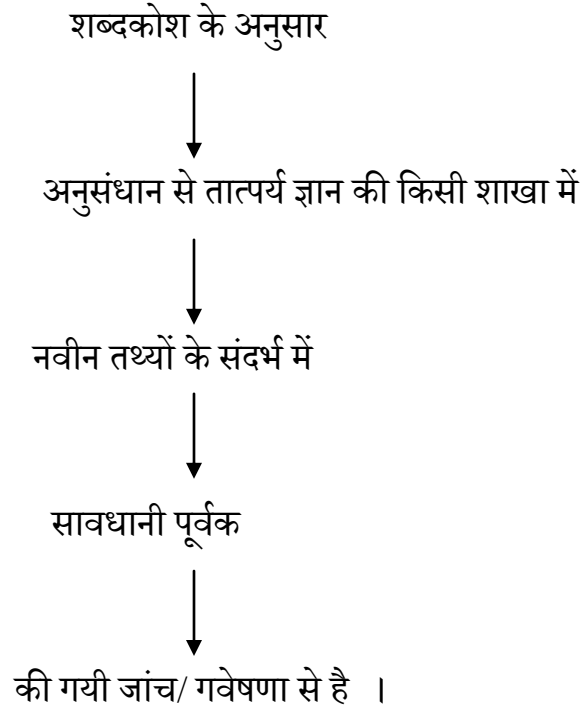 शब्दकोश के अनुसार
अनुसंधान से तात्पर्य ज्ञान की किसी शाखा में
नवीन तथ्यों के संदर्भ में
सावधानी पूर्वक
की गयी जांच/ गवेषणा से है ।